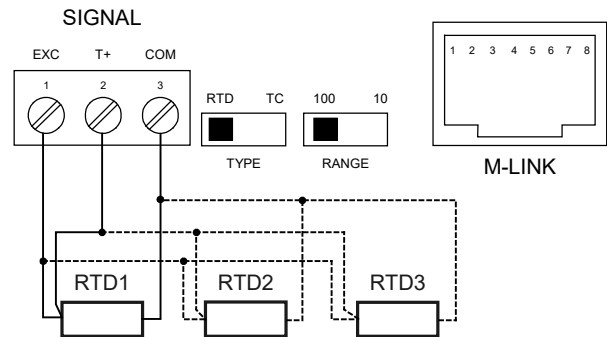 SIGNAL
EXC T+ COM
1 2 3
RTD TC
TYPE
100 10
RANGE
1 2 3 4 5 6 7 8
M-LINK
RTD1 RTD2 RTD3